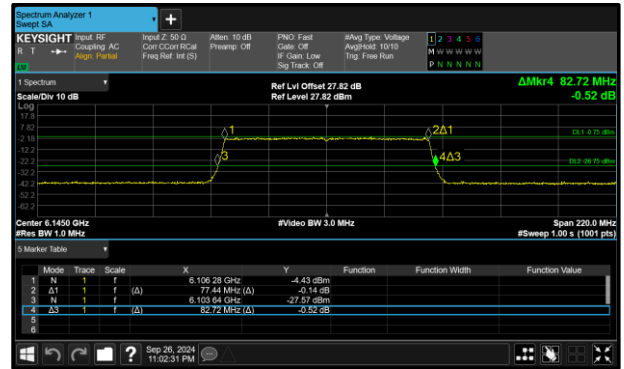 Spectrum Analyzer 1
Swept SA
+
KEYSIGHT Input: RF Input Z: 50 Ω Atten: 10 dB PNO: Fast #Avg Type: Voltage 1 2 3 4 5 6
R T Coupling: AC Corr CCorr RCal Preamp: Off Gate: Off Avg|Hold: 10/10 M W W W W W
Align: Partial Freq Ref: Int (S) IF Gain: Low Trig: Free Run
Sig Track: Off P N N N N N
LXI
1 Spectrum ΔMkr4 82.72 MHz
Ref Lvl Offset 27.82 dB
Scale/Div 10 dB Ref Level 27.82 dBm -0.52 dB
Log
17.8
7.82
1 2Δ1
-2.18 DL1 -0.75 dBm
-12.2
3 4Δ3
-22.2 DL2 -26.75 dBm
-32.2
-42.2
-52.2
-62.2
Center 6.1450 GHz #Video BW 3.0 MHz Span 220.0 MHz
#Res BW 1.0 MHz #Sweep 1.00 s (1001 pts)
5 Marker Table
Mode Trace Scale X Y Function Function Width Function Value
1 N 1 f 6.106 28 GHz -4.43 dBm
2 Δ1 1 f (Δ) 77.44 MHz (Δ) -0.14 dB
3 N 1 f 6.103 64 GHz -27.57 dBm
4 Δ3 1 f (Δ) 82.72 MHz (Δ) -0.52 dB
5
6
? Sep 26, 2024
11:02:31 PM